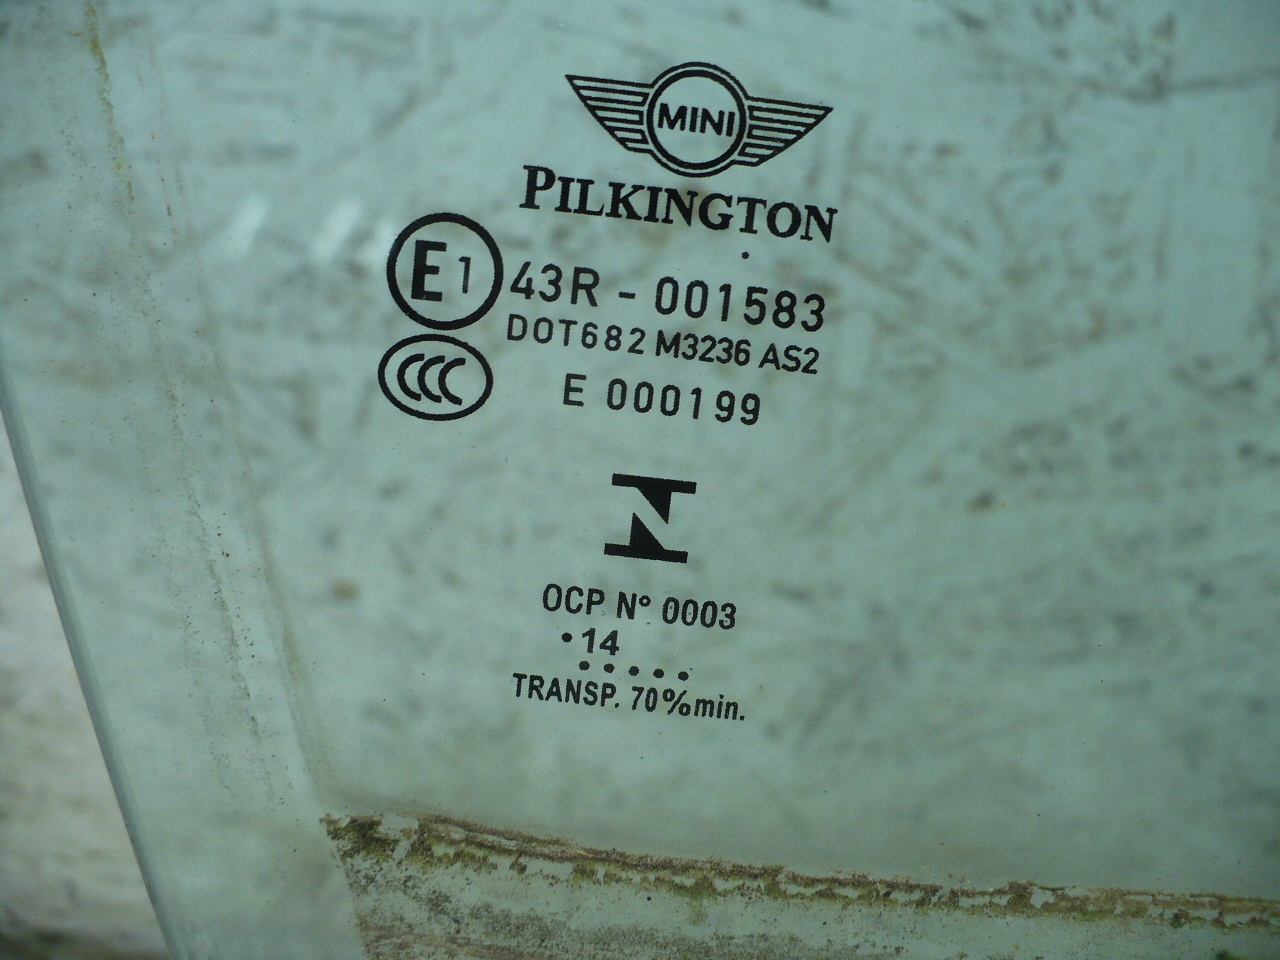 MINI
PILKINGTON
E1 43R - 001583
DOT682 M3236 AS2
CCC E 000199
OCP N° 0003
•14
•••••
TRANSP. 70%min.